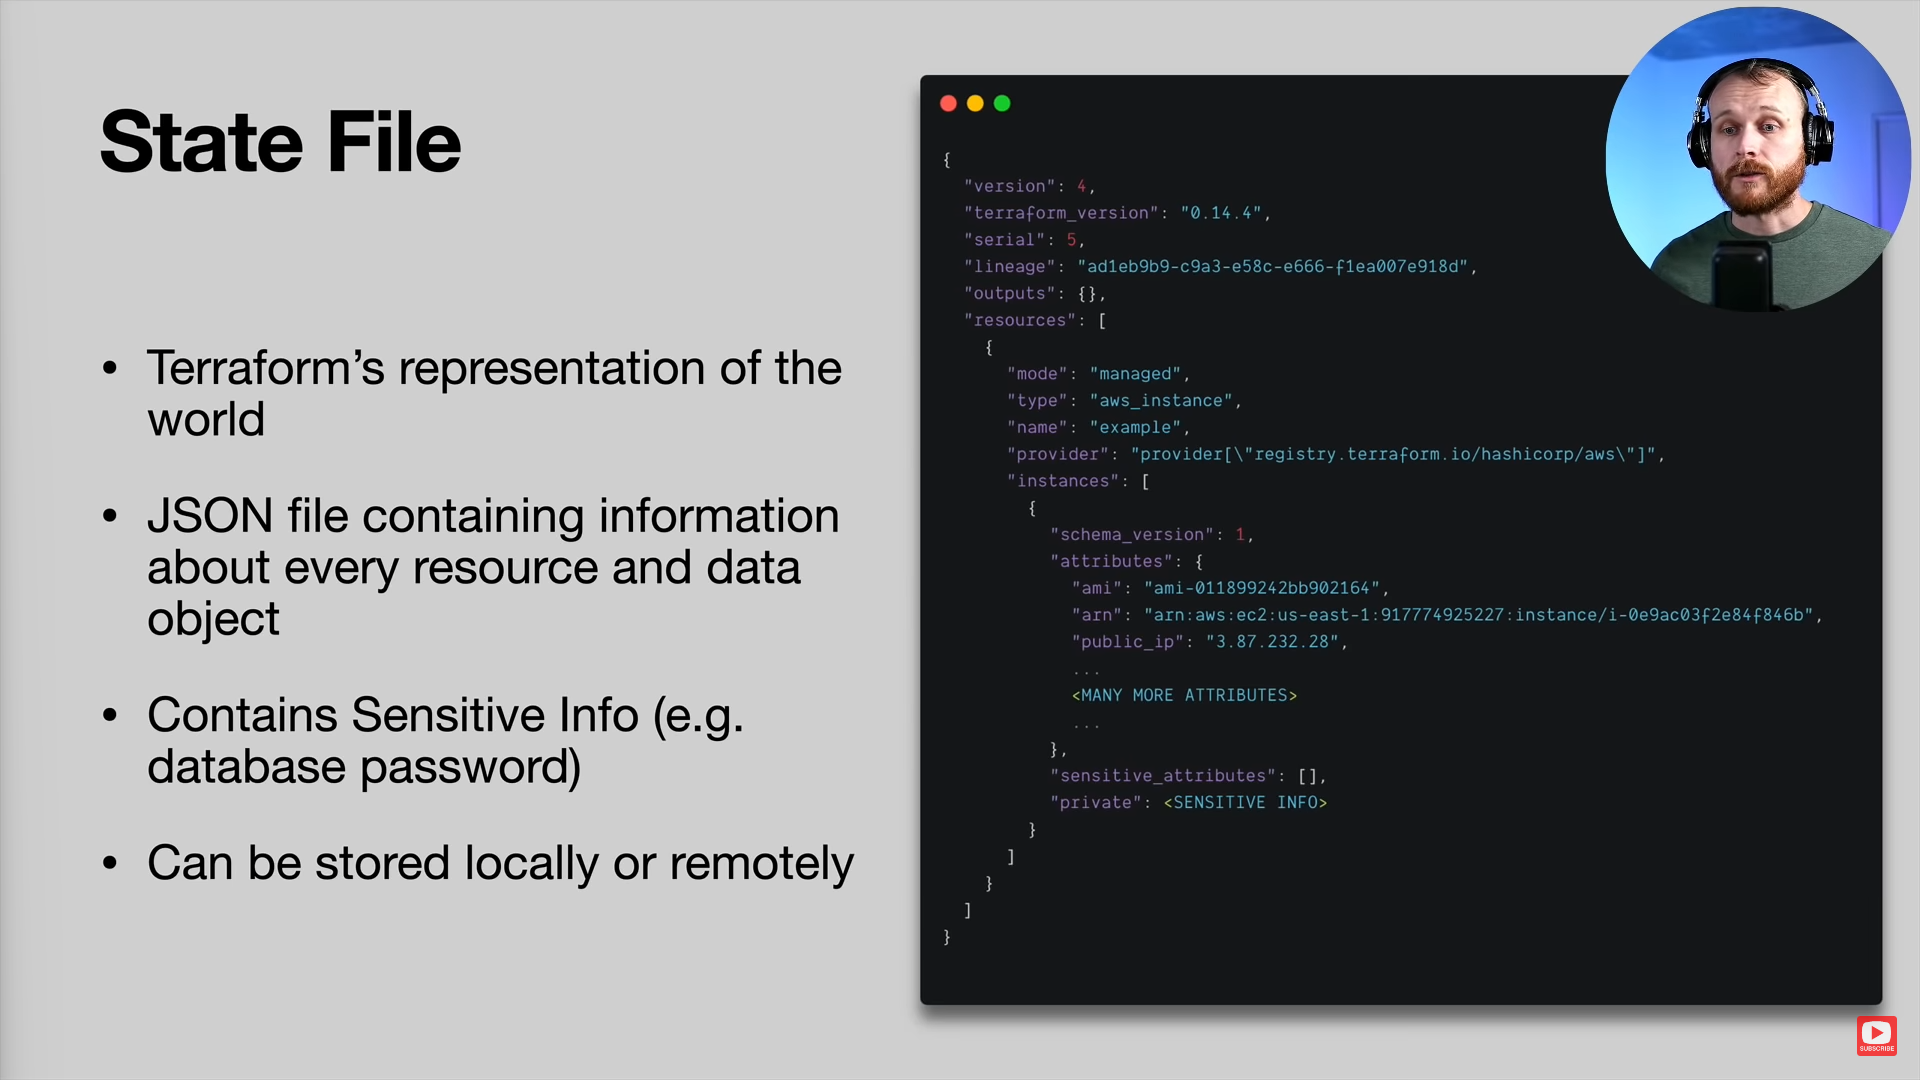 State File
• Terraform’s representation of the
world
• JSON file containing information
about every resource and data
object
• Contains Sensitive Info (e.g.
database password)
• Can be stored locally or remotely
{
  "version": 4,
  "terraform_version": "0.14.4",
  "serial": 5,
  "lineage": "ad1eb9b9-c9a3-e58c-e666-f1ea007e918d",
  "outputs": {},
  "resources": [
    {
      "mode": "managed",
      "type": "aws_instance",
      "name": "example",
      "provider": "provider[\"registry.terraform.io/hashicorp/aws\"]",
      "instances": [
        {
          "schema_version": 1,
          "attributes": {
            "ami": "ami-011899242bb902164",
            "arn": "arn:aws:ec2:us-east-1:917774925227:instance/i-0e9ac03f2e84f846b",
            "public_ip": "3.87.232.28",
            ...
            <MANY MORE ATTRIBUTES>
            ...
          },
          "sensitive_attributes": [],
          "private": <SENSITIVE INFO>
        }
      ]
    }
  ]
}
SUBSCRIBE